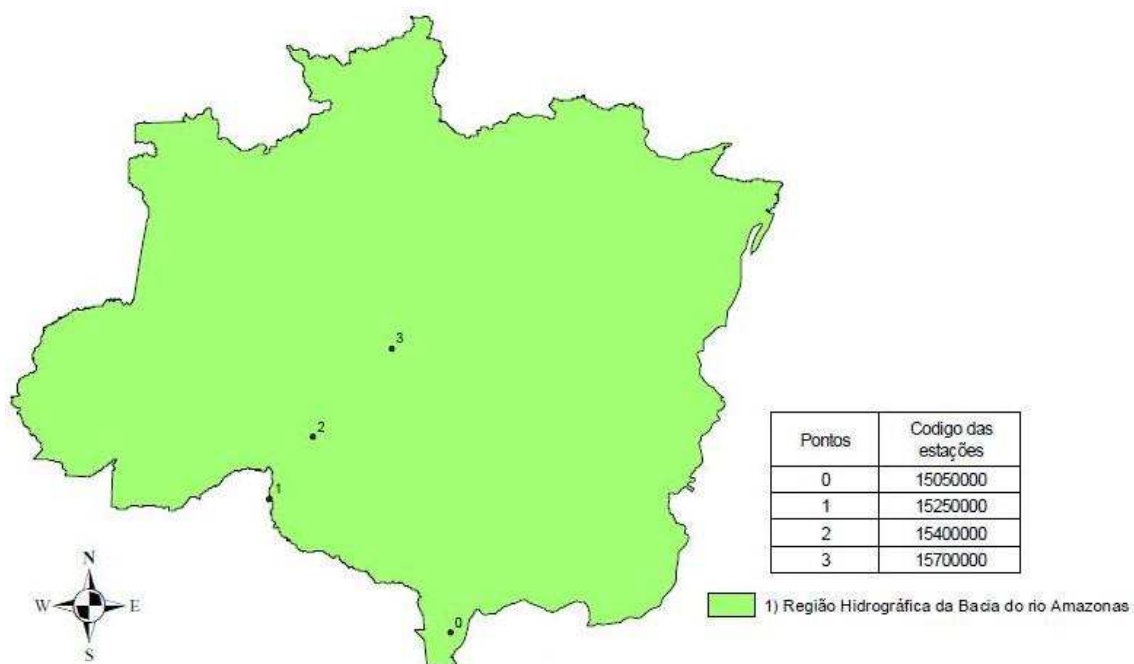 3
2
1
0
Pontos Codigo das
estações
0 15050000
1 15250000
2 15400000
3 15700000
N
W E
S
1) Região Hidrográfica da Bacia do rio Amazonas